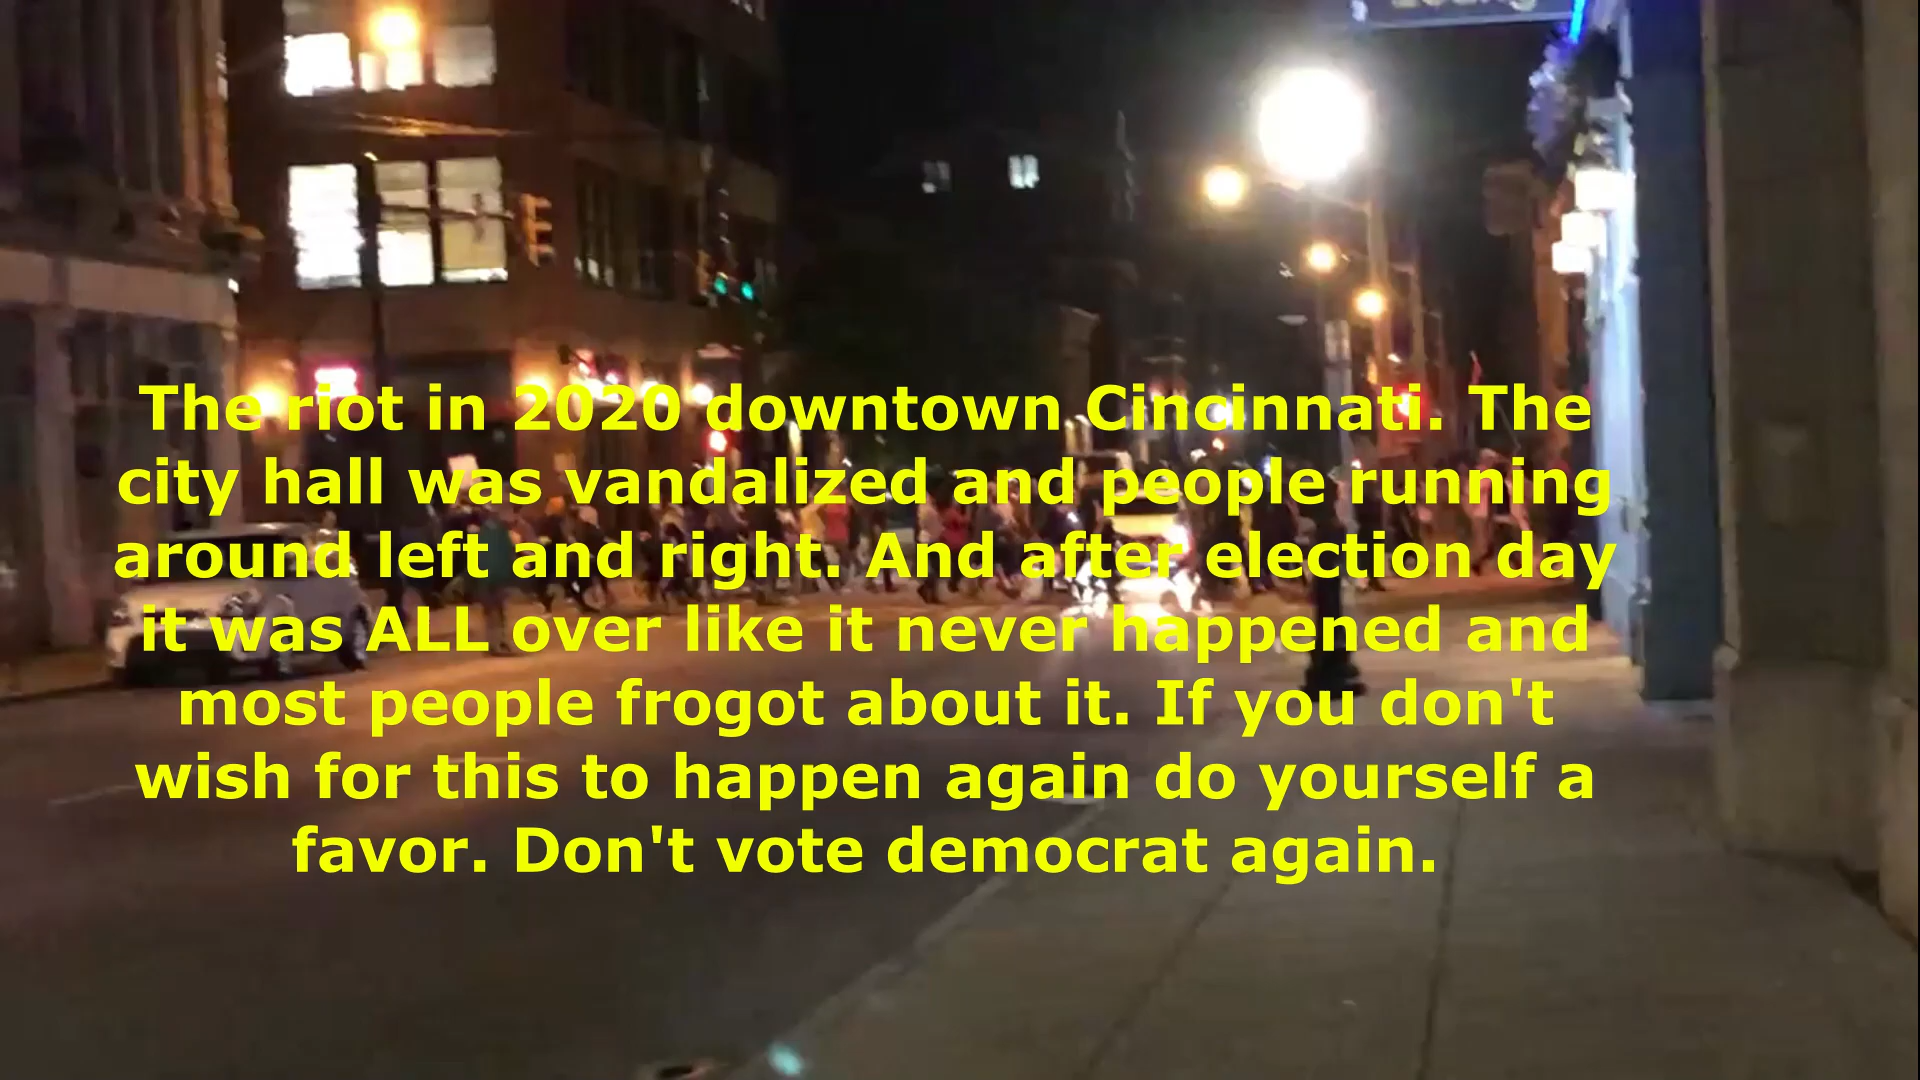 The riot in 2020 downtown Cincinnati. The
city hall was vandalized and people running
around left and right. And after election day
it was ALL over like it never happened and
most people frogot about it. If you don't
wish for this to happen again do yourself a
favor. Don't vote democrat again.